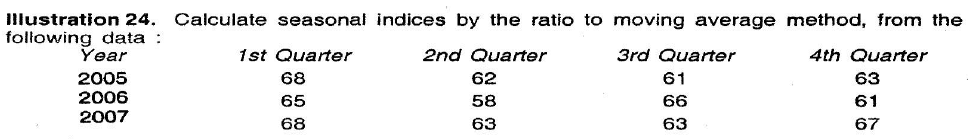 Illustration 24. Calculate seasonal indices by the ratio to moving average method, from the
following data :
Year 1st Quarter 2nd Quarter 3rd Quarter 4th Quarter
2005 68 62 61 63
2006 65 58 66 61
2007 68 63 63 67